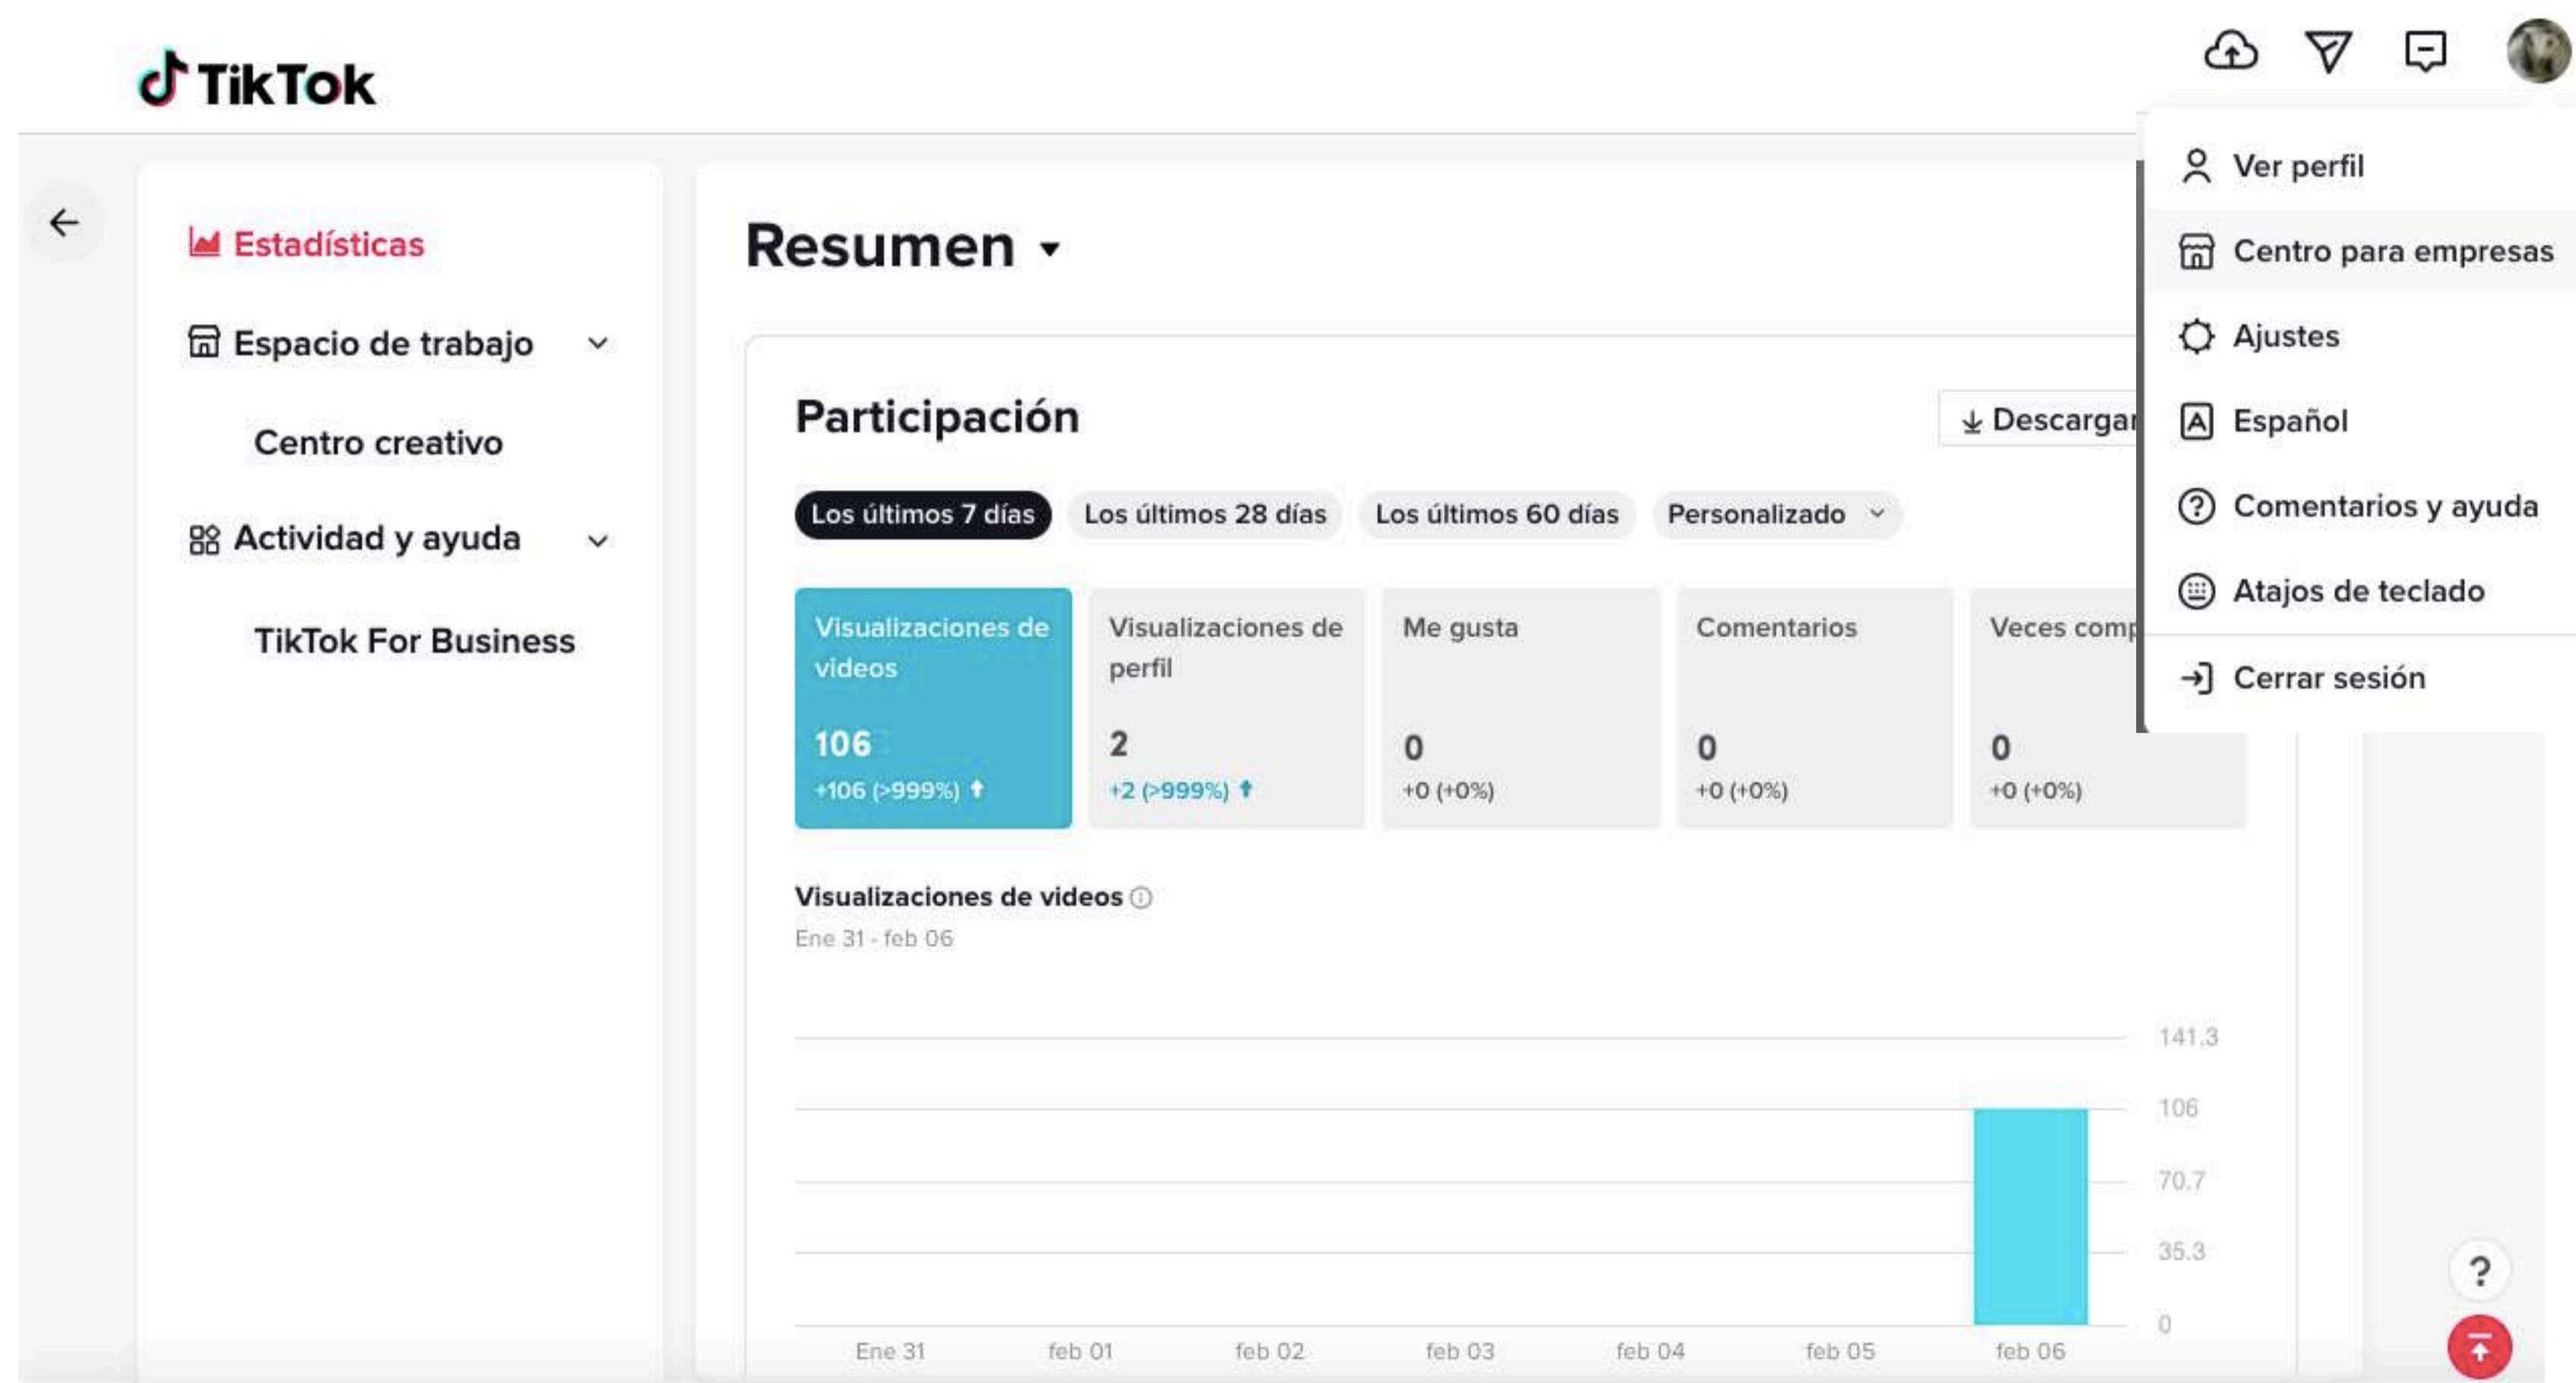 TikTok
Ver perfil
Centro para empresas
Ajustes
Español
Comentarios y ayuda
Atajos de teclado
Cerrar sesión
Estadísticas
Espacio de trabajo
Centro creativo
Actividad y ayuda
TikTok For Business
Resumen
Participación
Descargar
Los últimos 7 días
Los últimos 28 días
Los últimos 60 días
Personalizado
Visualizaciones de
videos
106
+106 (>999%)
Visualizaciones de
perfil
2
+2 (>999%)
Me gusta
0
+0 (+0%)
Comentarios
0
+0 (+0%)
Veces
0
+0 (+0%)
Visualizaciones de videos
Ene 31 - feb 06
141.3
106
70.7
35.3
0
Ene 31
feb 01
feb 02
feb 03
feb 04
feb 05
feb 06
?